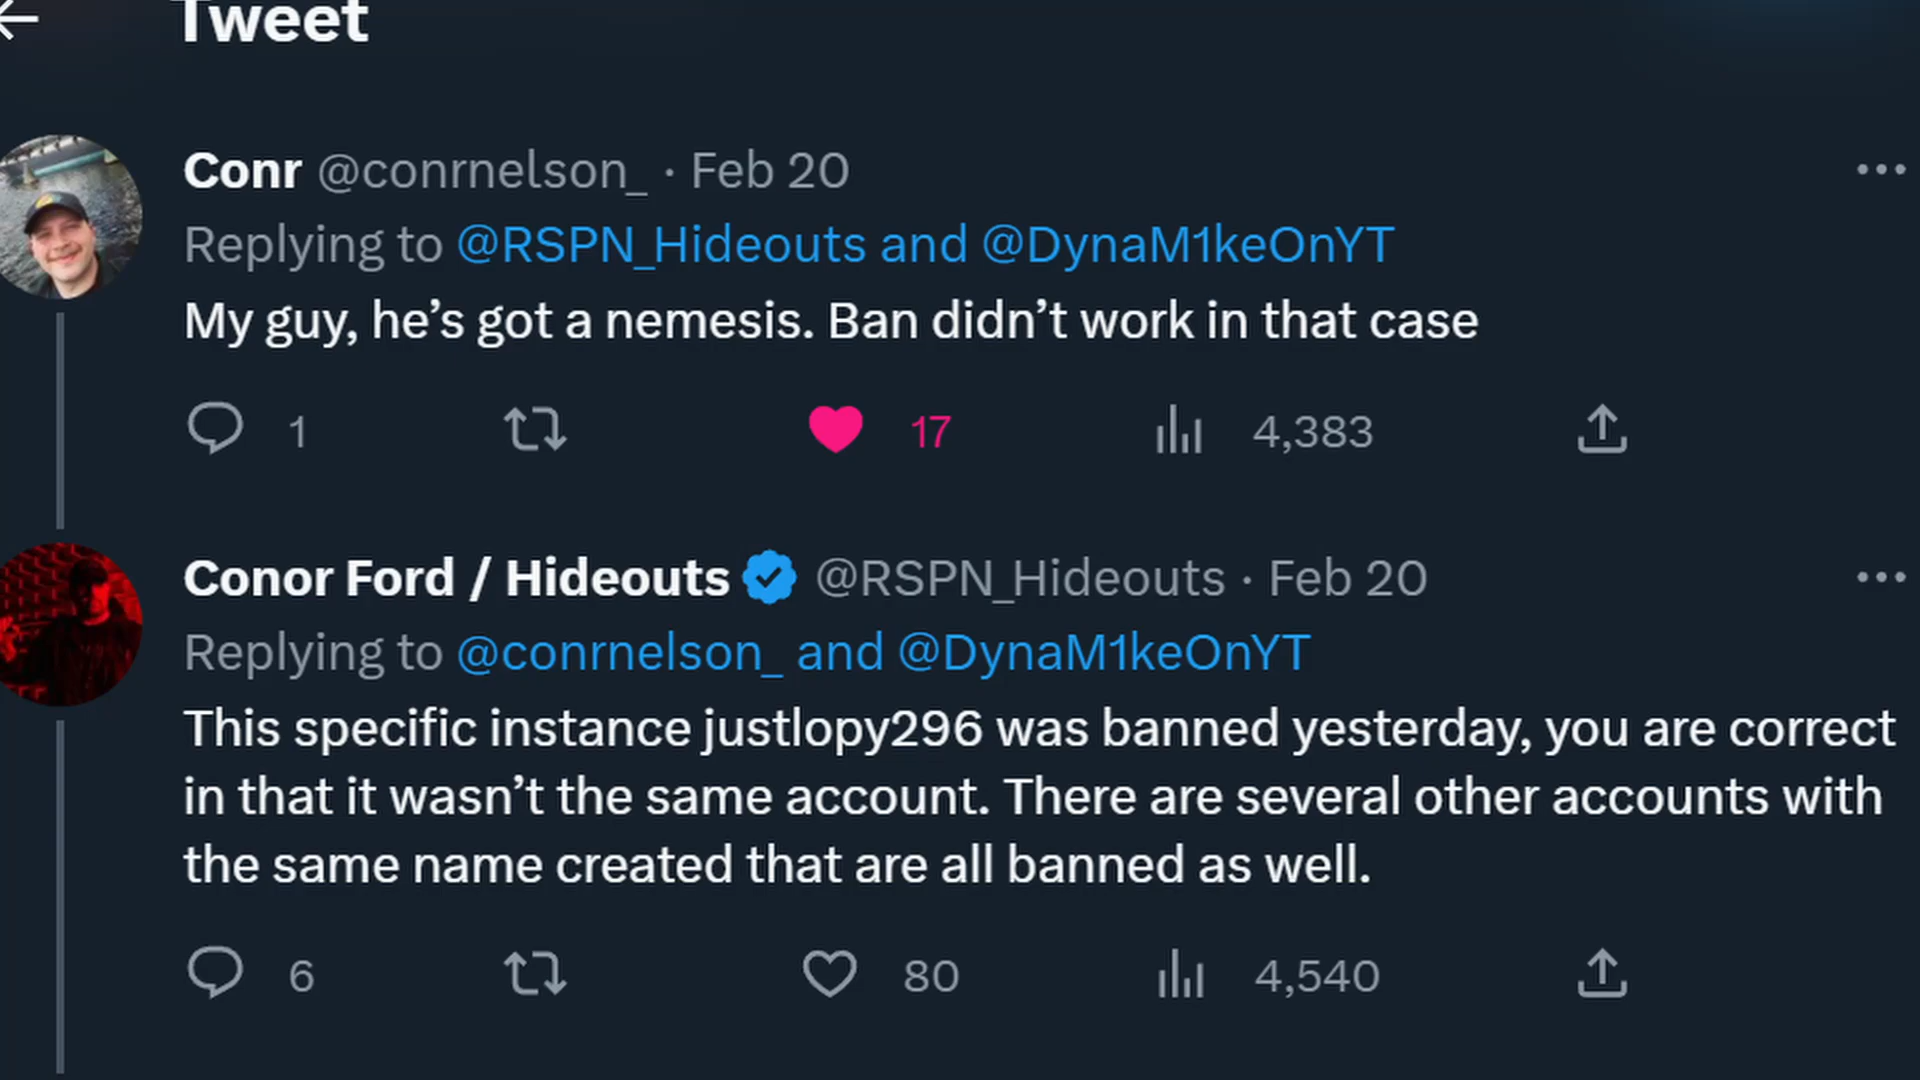 Tweet
Conr @conrnelson_ · Feb 20
Replying to @RSPN_Hideouts and @DynaM1keOnYT
My guy, he’s got a nemesis. Ban didn’t work in that case
1 17 4,383
Conor Ford / Hideouts @RSPN_Hideouts · Feb 20
Replying to @conrnelson_ and @DynaM1keOnYT
This specific instance justlopy296 was banned yesterday, you are correct
in that it wasn’t the same account. There are several other accounts with
the same name created that are all banned as well.
6 80 4,540